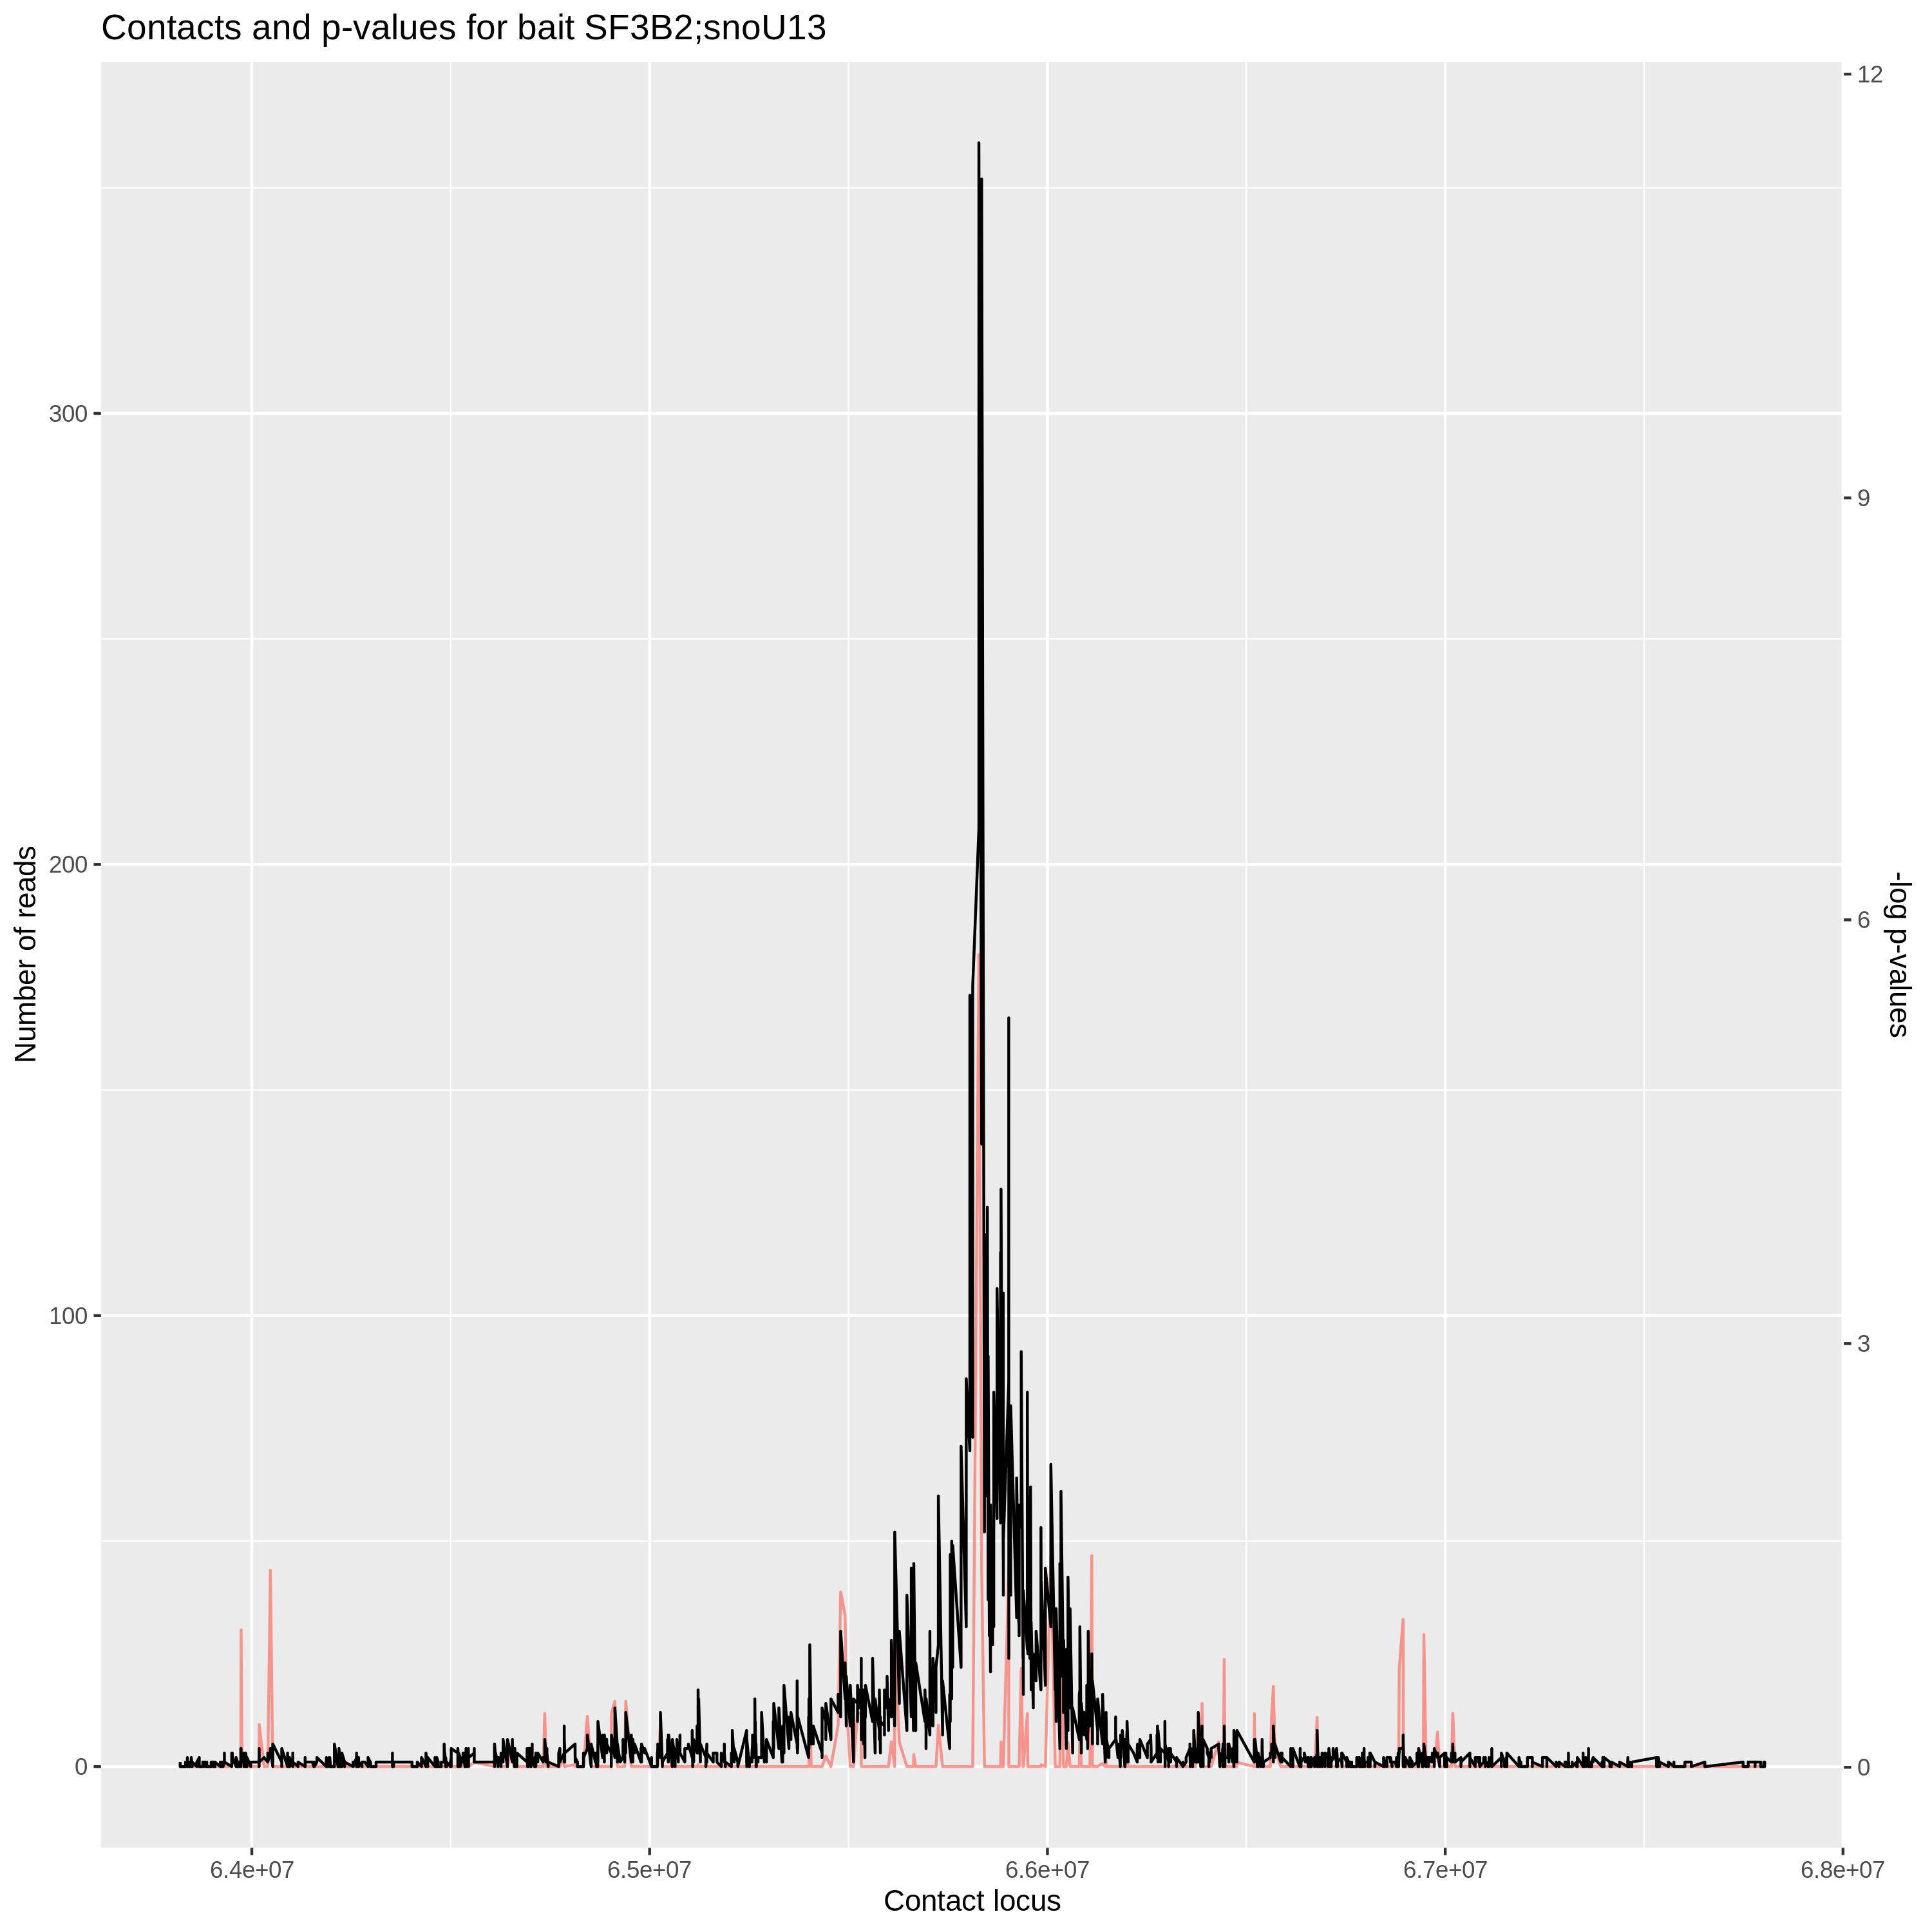 Contacts and p-values for bait SF3B2;snoU13
12
300
9
200
6
Number of reads
-log p-values
100
3
0
0
6.4e+07
6.5e+07
6.6e+07
6.7e+07
6.8e+07
Contact locus